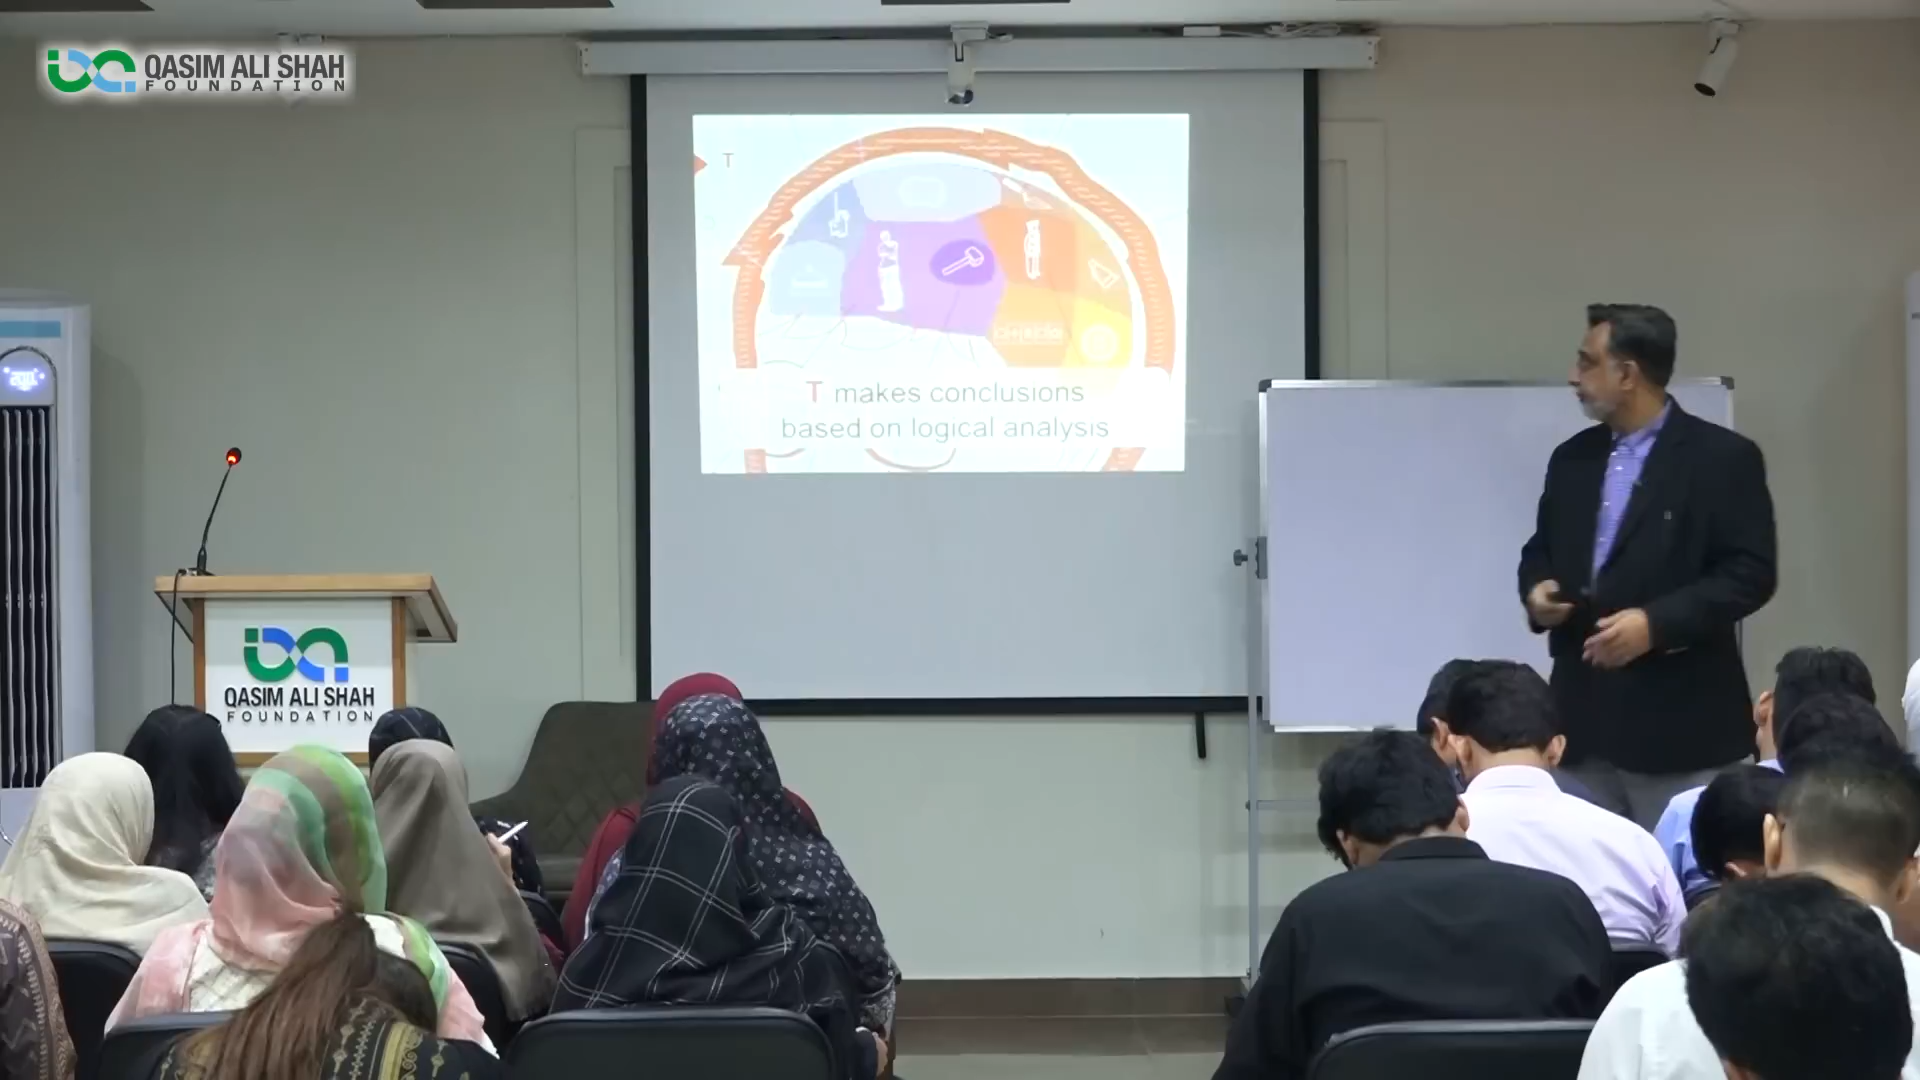 QASIM ALI SHAH
FOUNDATION
T
T makes conclusions
based on logical analysis
QASIM ALI SHAH
FOUNDATION